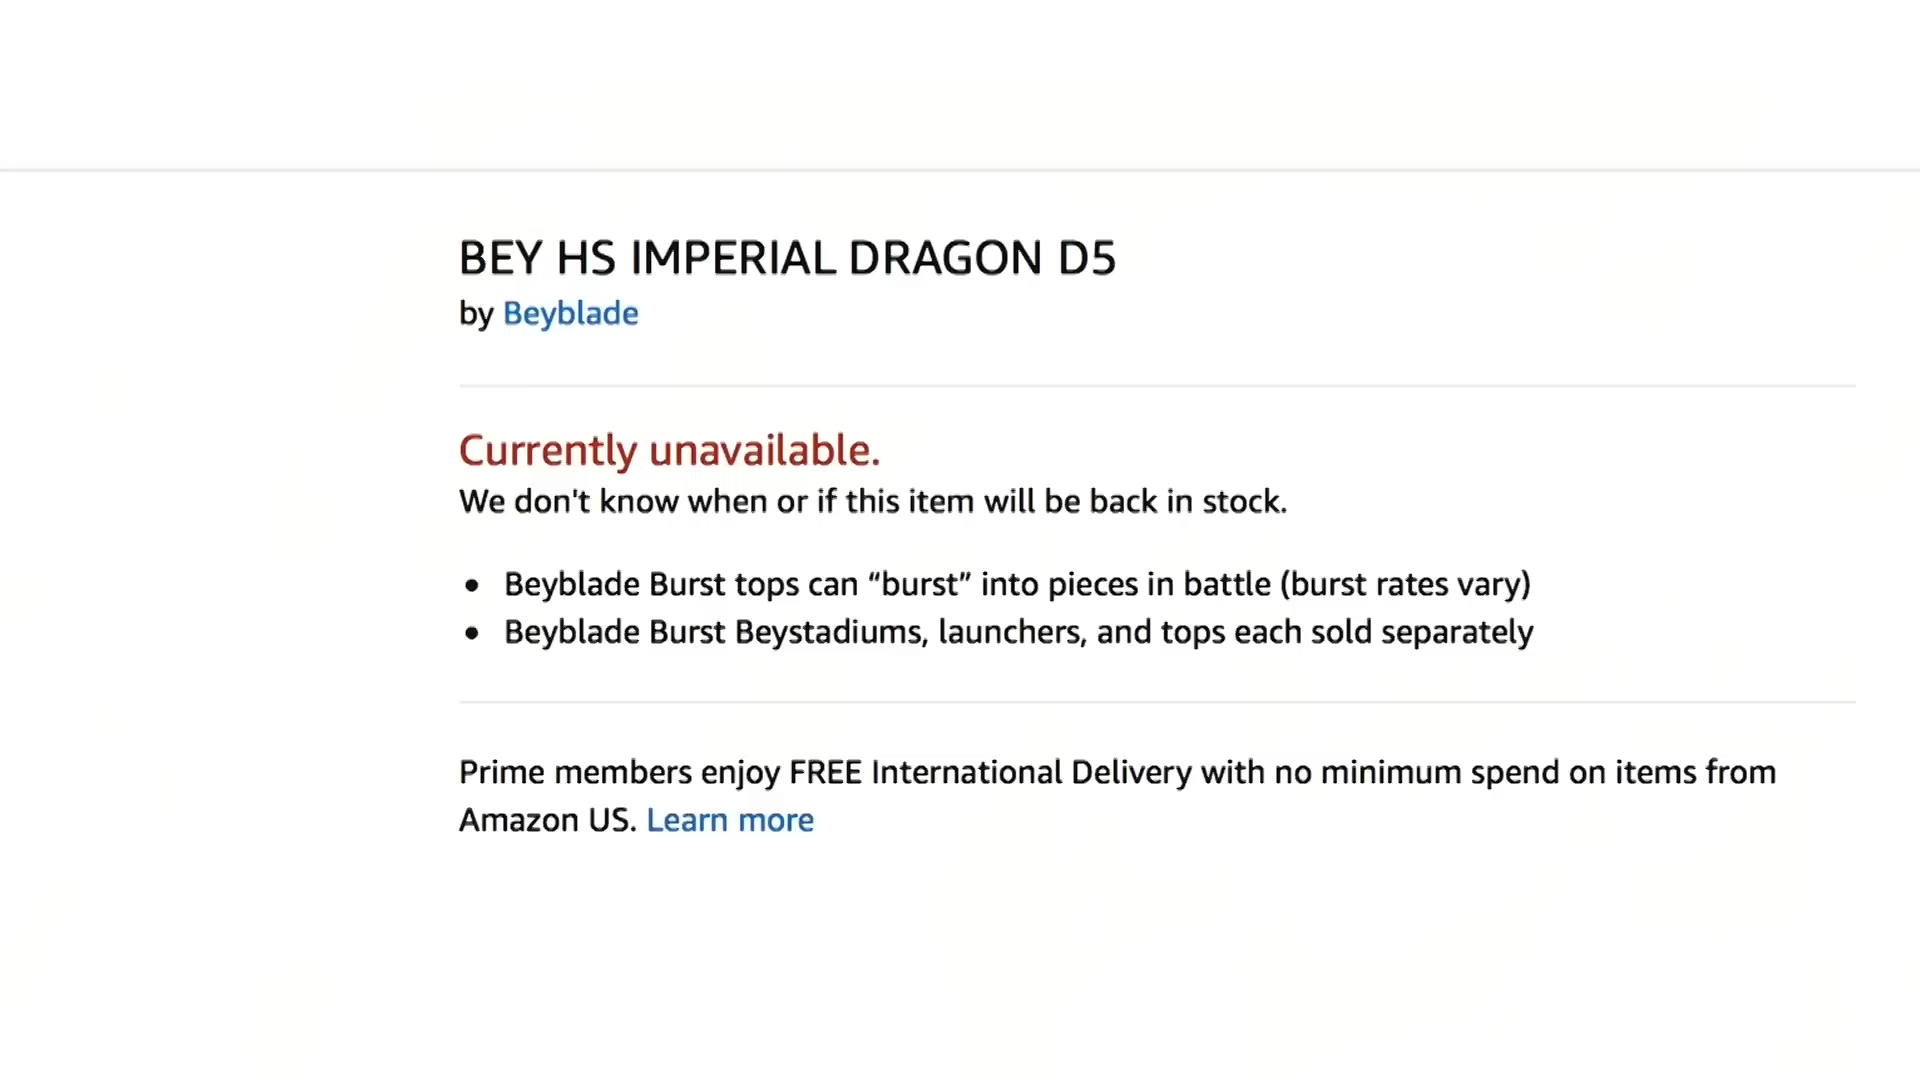 BEY HS IMPERIAL DRAGON D5
by Beyblade
Currently unavailable.
We don't know when or if this item will be back in stock.
• Beyblade Burst tops can “burst” into pieces in battle (burst rates vary)
• Beyblade Burst Beystadiums, launchers, and tops each sold separately
Prime members enjoy FREE International Delivery with no minimum spend on items from
Amazon US. Learn more